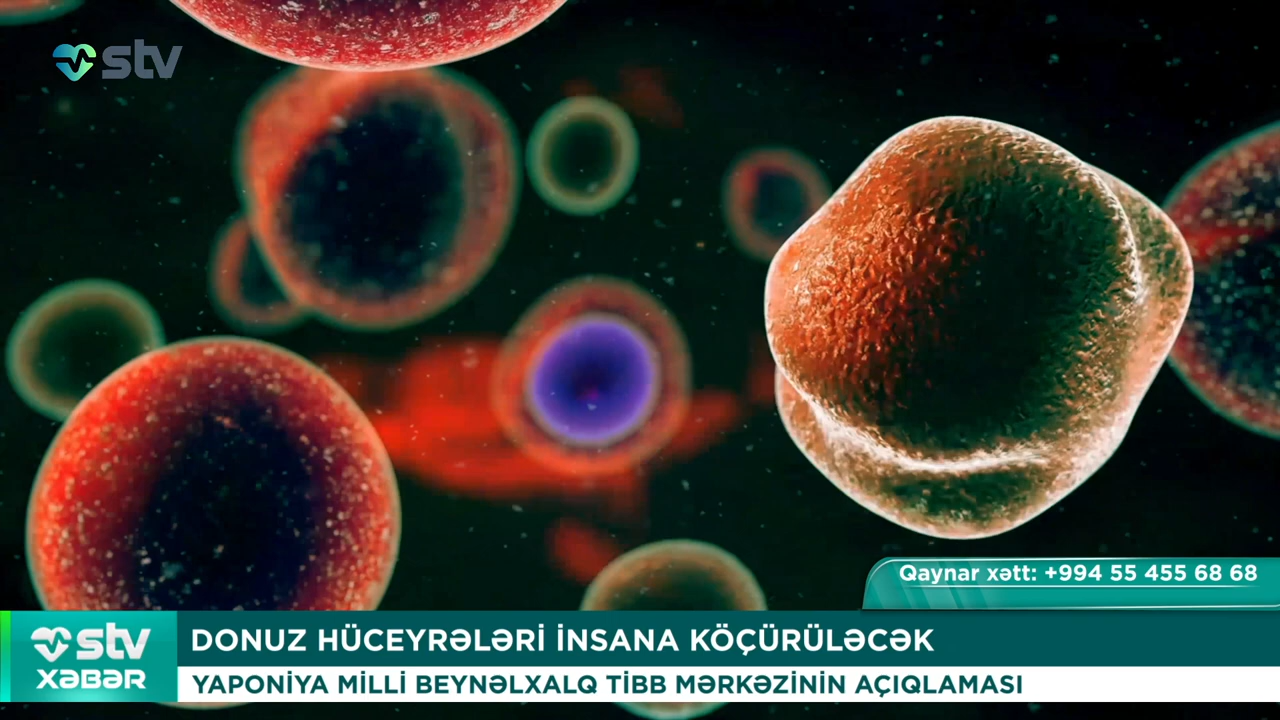 stv
Qaynar xətt: +994 55 455 68 68
stv
XƏBƏR
DONUZ HÜCEYRƏLƏRİ İNSANA KÖÇÜRÜLƏCƏK
YAPONİYA MİLLİ BEYNƏLXALQ TİBB MƏRKƏZİNİN AÇIQLAMASI